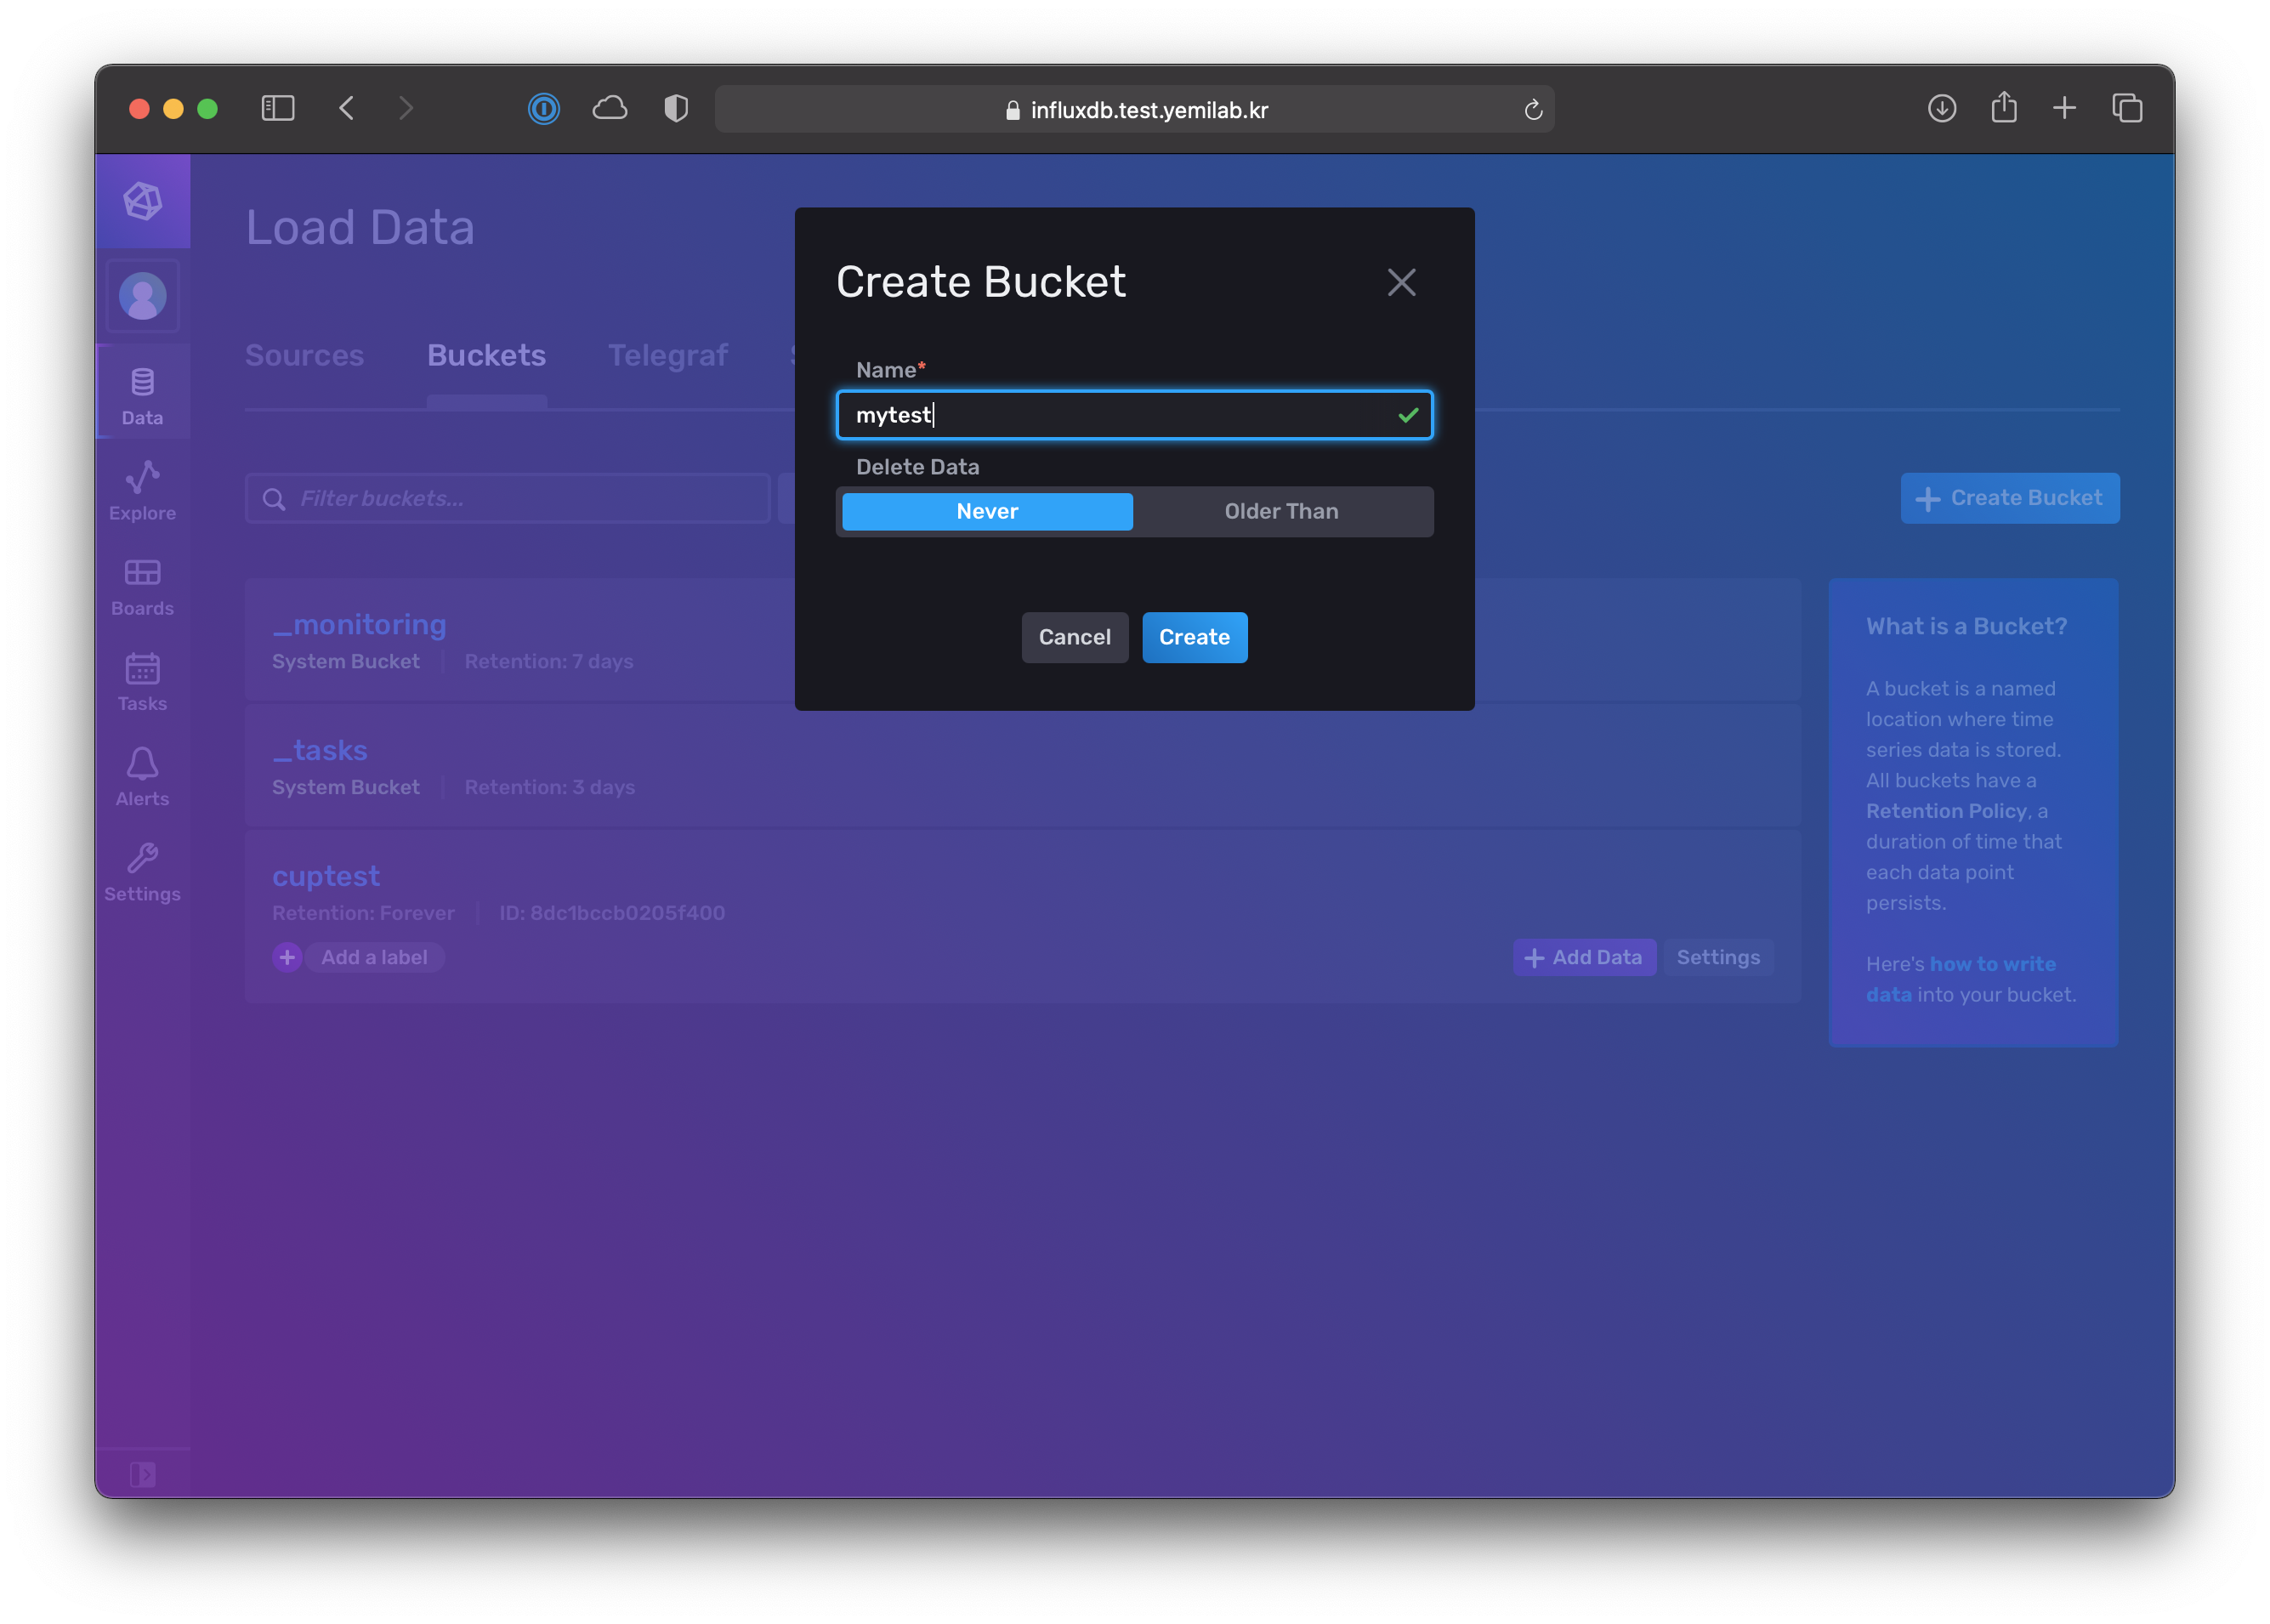 influxdb.test.yemilab.kr
Load Data
Sources
Buckets
Telegraf
Data
Explore
Boards
Tasks
Alerts
Settings
Create Bucket
Name*
mytest
Delete Data
Never
Older Than
Cancel
Create
Filter buckets...
Create Bucket
_monitoring
System Bucket
Retention: 7 days
_tasks
System Bucket
Retention: 3 days
cuptest
Retention: Forever
ID: 8dc1bccb0205f400
Add a label
Add Data
Settings
What is a Bucket?
A bucket is a named
location where time
series data is stored.
All buckets have a
Retention Policy, a
duration of time that
each data point
persists.
Here's how to write
data into your bucket.